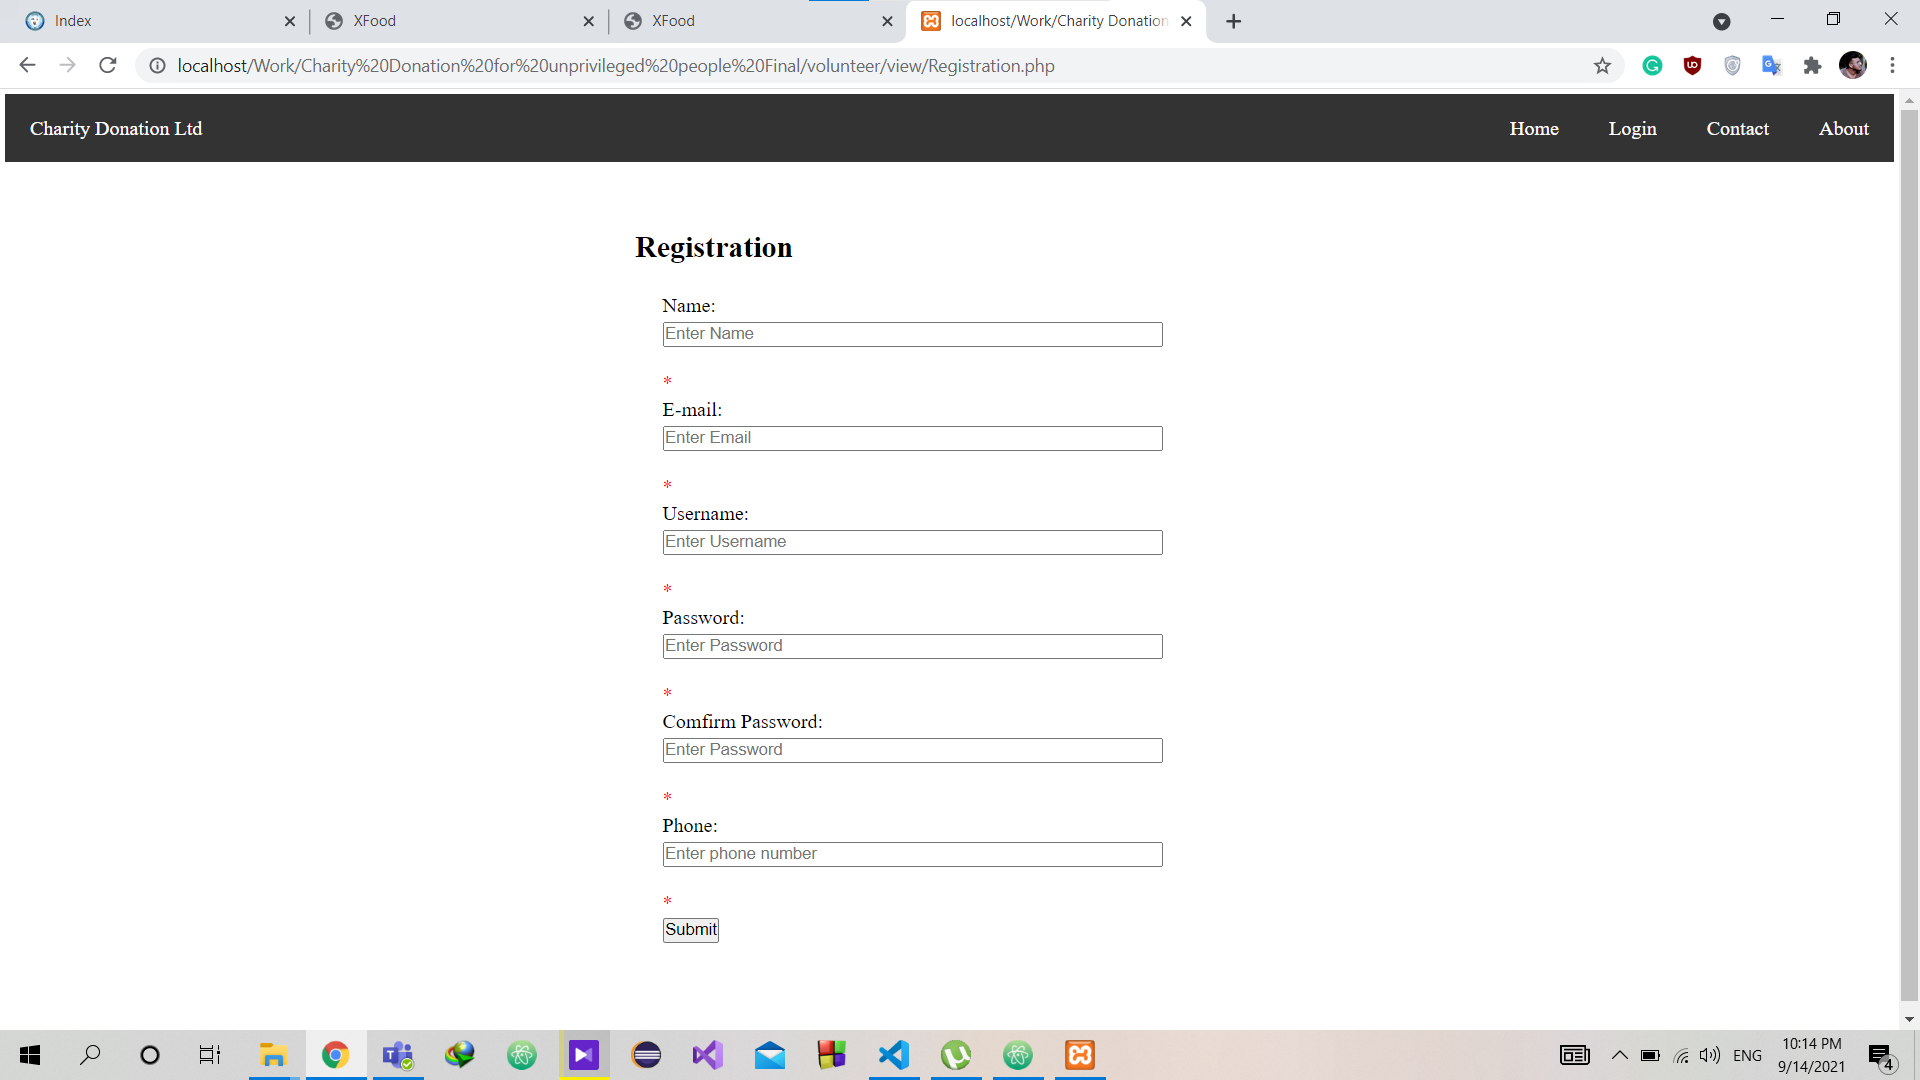 Index
XFood
XFood
localhost/Work/Charity Donation
localhost/Work/Charity%20Donation%20for%20unprivileged%20people%20Final/volunteer/view/Registration.php
Charity Donation Ltd
Home
Login
Contact
About
Registration
Name:
Enter Name
*
E-mail:
Enter Email
*
Username:
Enter Username
*
Password:
Enter Password
*
Comfirm Password:
Enter Password
*
Phone:
Enter phone number
*
Submit
ENG
10:14 PM
9/14/2021
4